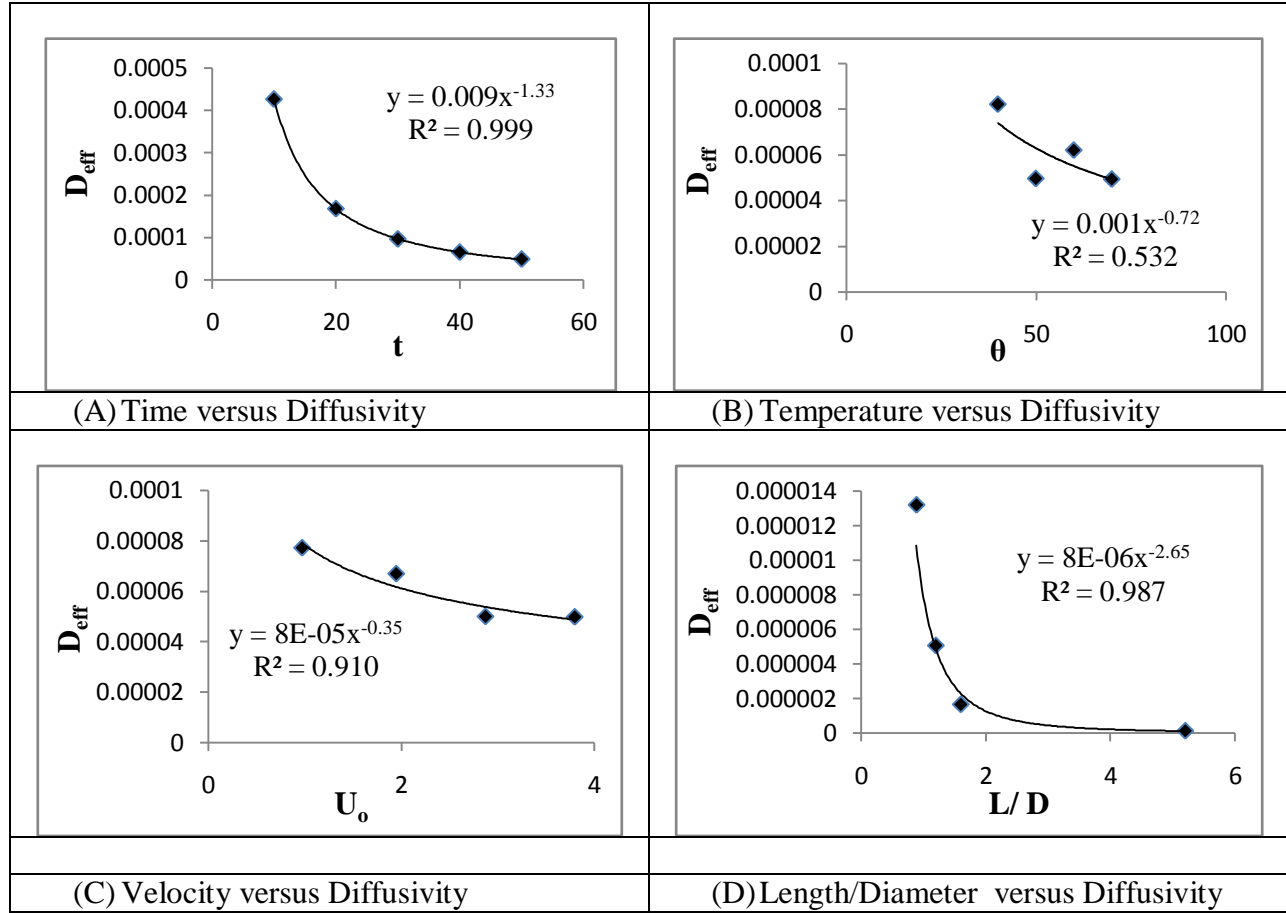 0.0005
0.0004
0.0003
0.0002
0.0001
0
0 20 40 60
D_eff
t
y = 0.009x^-1.33
R² = 0.999
(A) Time versus Diffusivity
0.0001
0.00008
0.00006
0.00004
0.00002
0
0 50 100
D_eff
θ
y = 0.001x^-0.72
R² = 0.532
(B) Temperature versus Diffusivity
0.0001
0.00008
0.00006
0.00004
0.00002
0
0 2 4
D_eff
U_o
y = 8E-05x^-0.35
R² = 0.910
(C) Velocity versus Diffusivity
0.000014
0.000012
0.00001
0.000008
0.000006
0.000004
0.000002
0
0 2 4 6
D_eff
L/ D
y = 8E-06x^-2.65
R² = 0.987
(D) Length/Diameter versus Diffusivity